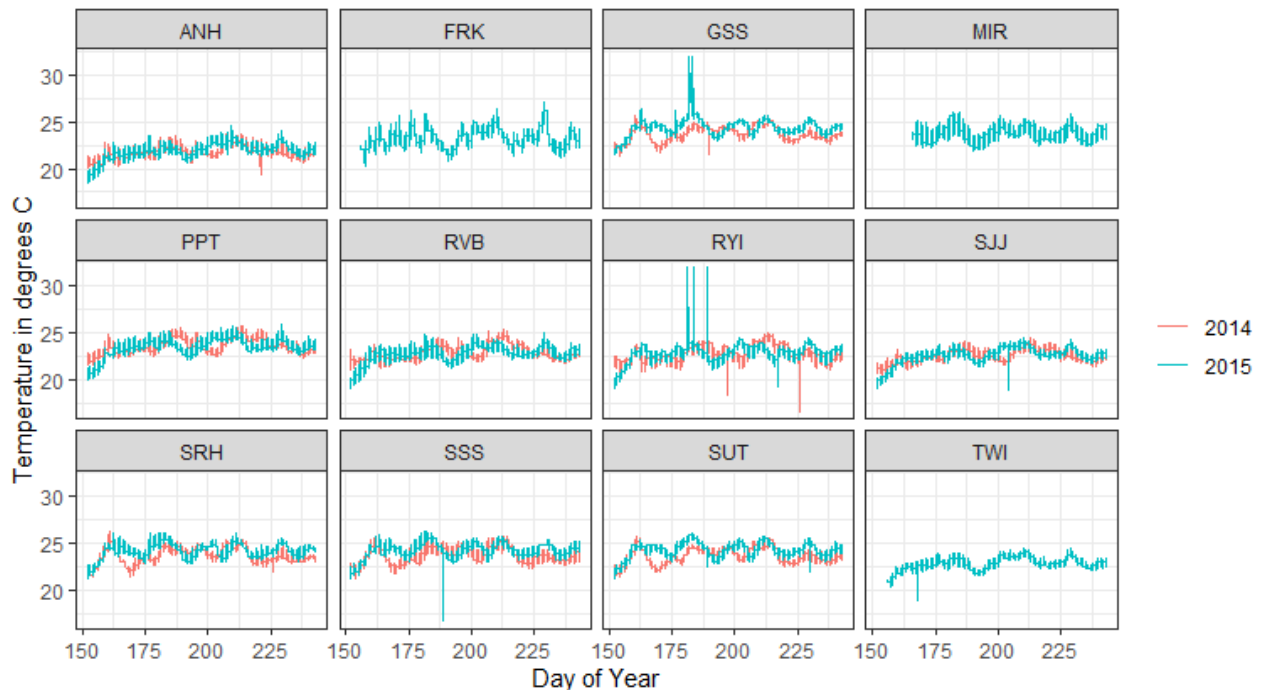 ANH FRK GSS MIR
30
25
20
PPT RVB RYI SJJ
30
25
20
SRH SSS SUT TWI
30
25
20
150 175 200 225 150 175 200 225 150 175 200 225 150 175 200 225
Day of Year
Temperature in degrees C
2014
2015